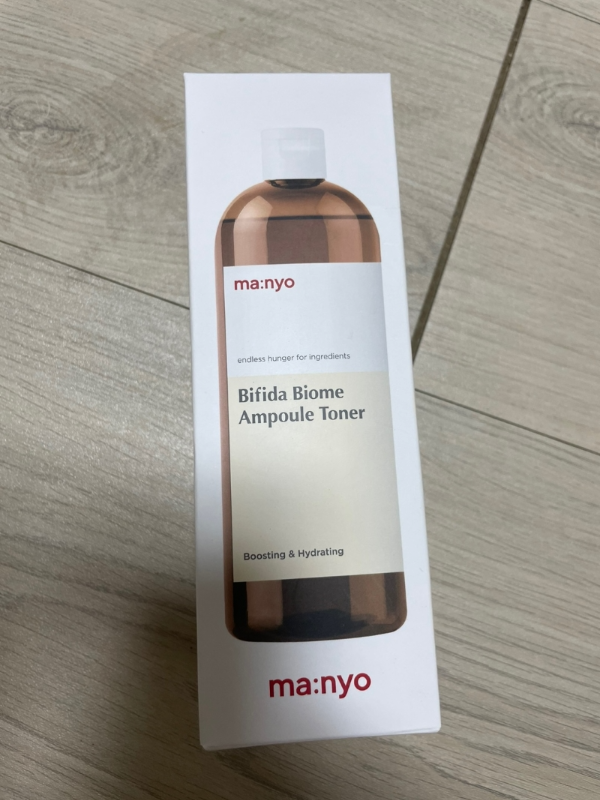 ma:nyo
endless hunger for ingredients
Bifida Biome
Ampoule Toner
Boosting & Hydrating
ma:nyo